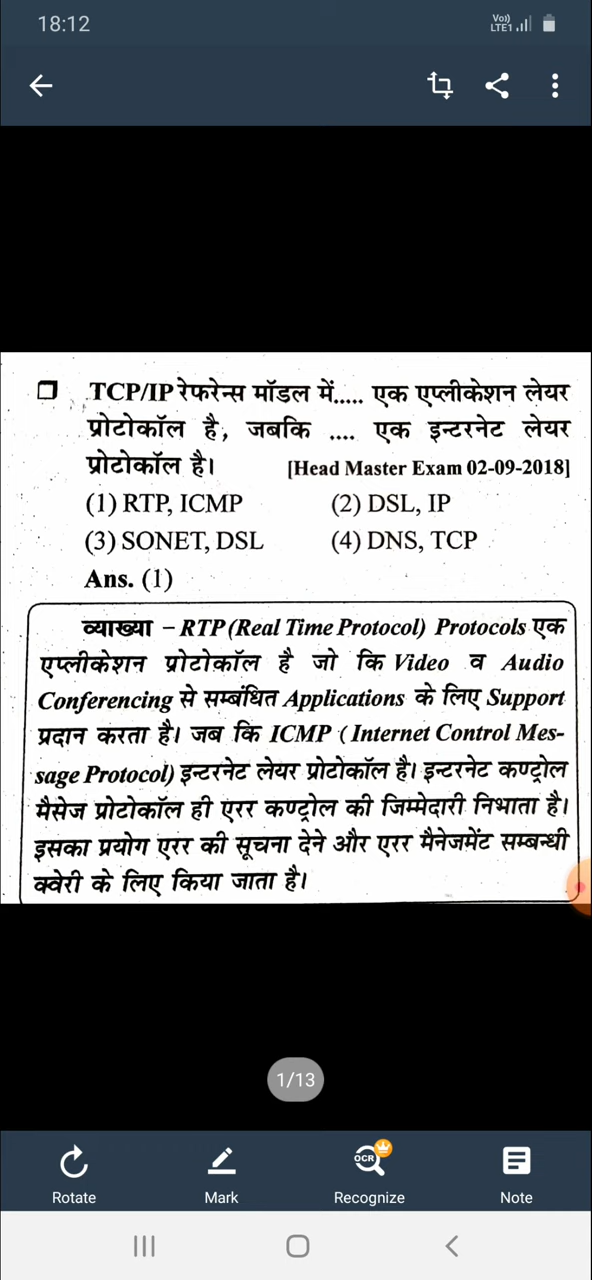 18:12
Vo))
LTE1
TCP/IP रेफरेन्स मॉडल में..... एक एप्लीकेशन लेयर
प्रोटोकॉल है, जबकि .... एक इन्टरनेट लेयर
प्रोटोकॉल है। [Head Master Exam 02-09-2018]
(1) RTP, ICMP (2) DSL, IP
(3) SONET, DSL (4) DNS, TCP
Ans. (1)
व्याख्या – RTP (Real Time Protocol) Protocols एक
एप्लीकेशन प्रोटोकॉल है जो कि Video व Audio
Conferencing से सम्बंधित Applications के लिए Support
प्रदान करता है। जब कि ICMP ( Internet Control Mes-
sage Protocol) इन्टरनेट लेयर प्रोटोकॉल है। इन्टरनेट कण्ट्रोल
मैसेज प्रोटोकॉल ही एरर कण्ट्रोल की जिम्मेदारी निभाता है।
इसका प्रयोग एरर की सूचना देने और एरर मैनेजमेंट सम्बन्धी
क्वेरी के लिए किया जाता है।
1/13
OCR
Rotate Mark Recognize Note